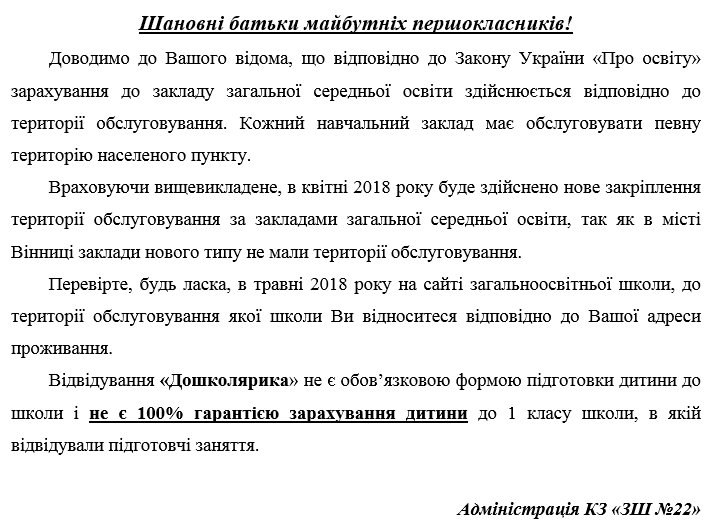 Шановні батьки майбутніх першокласників!
Доводимо до Вашого відома, що відповідно до Закону України «Про освіту»
зарахування до закладу загальної середньої освіти здійснюється відповідно до
території обслуговування. Кожний навчальний заклад має обслуговувати певну
територію населеного пункту.
Враховуючи вищевикладене, в квітні 2018 року буде здійснено нове закріплення
території обслуговування за закладами загальної середньої освіти, так як в місті
Вінниці заклади нового типу не мали території обслуговування.
Перевірте, будь ласка, в травні 2018 року на сайті загальноосвітньої школи, до
території обслуговування якої школи Ви відноситеся відповідно до Вашої адреси
проживання.
Відвідування «Дошколярика» не є обов’язковою формою підготовки дитини до
школи і не є 100% гарантією зарахування дитини до 1 класу школи, в якій
відвідували підготовчі заняття.
Адміністрація КЗ «ЗШ №22»